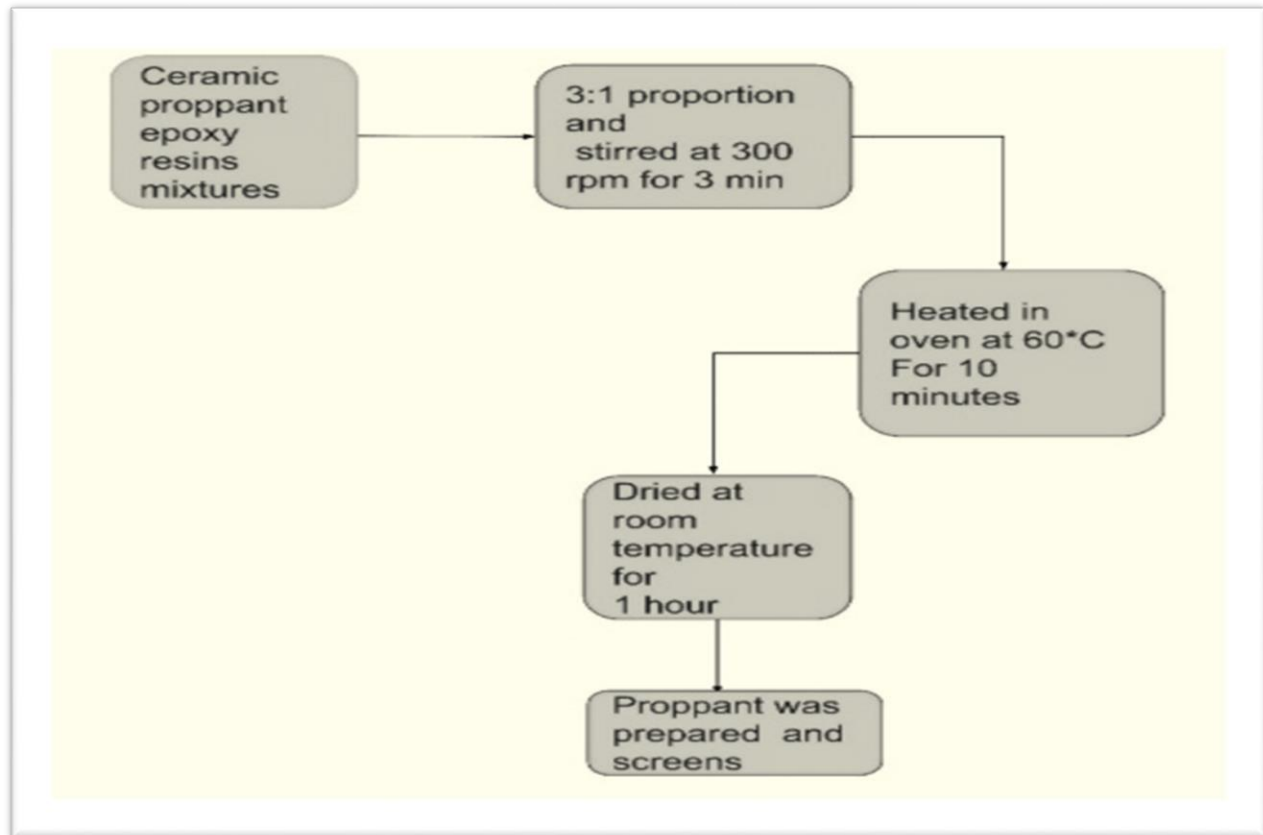 Ceramic
proppant
epoxy
resins
mixtures
3:1 proportion
and
stirred at 300
rpm for 3 min
Heated in
oven at 60*C
For 10
minutes
Dried at
room
temperature
for
1 hour
Proppant was
prepared and
screens